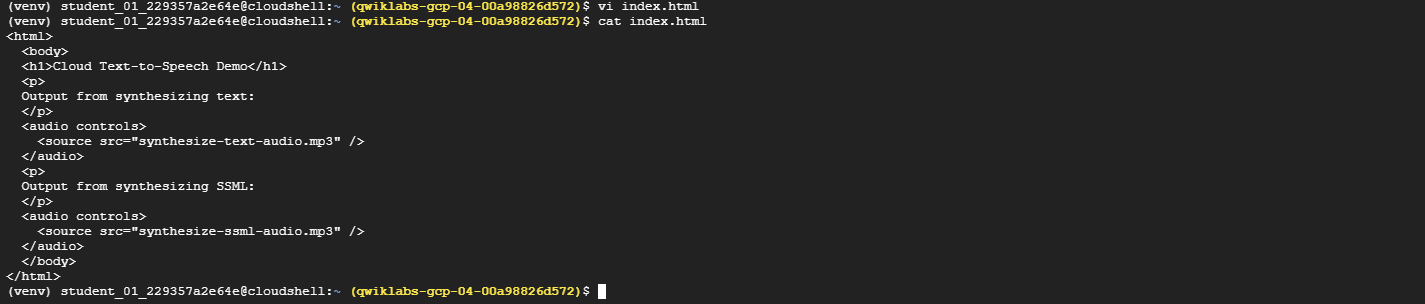 (venv) student_01_229357a2e64e@cloudshell:~ (qwiklabs-gcp-04-00a98826d572)$ vi index.html
(venv) student_01_229357a2e64e@cloudshell:~ (qwiklabs-gcp-04-00a98826d572)$ cat index.html
<html>
  <body>
  <h1>Cloud Text-to-Speech Demo</h1>
  <p>
  Output from synthesizing text:
  </p>
  <audio controls>
    <source src="synthesize-text-audio.mp3" />
  </audio>
  <p>
  Output from synthesizing SSML:
  </p>
  <audio controls>
    <source src="synthesize-ssml-audio.mp3" />
  </audio>
  </body>
</html>
(venv) student_01_229357a2e64e@cloudshell:~ (qwiklabs-gcp-04-00a98826d572)$